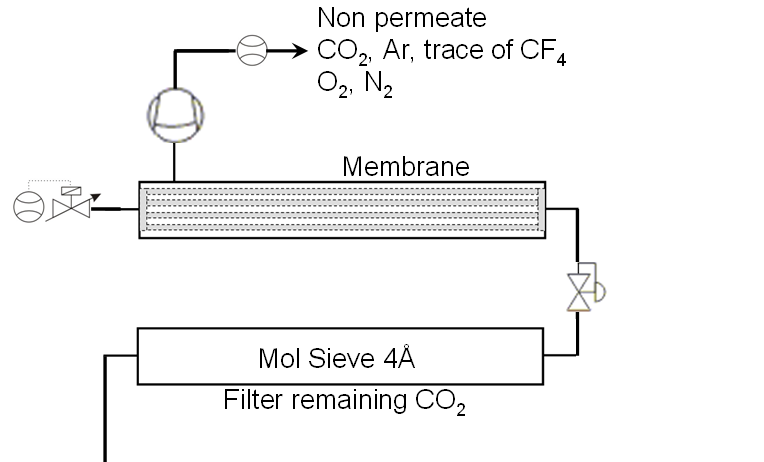 Non permeate
CO₂, Ar, trace of CF₄
O₂, N₂
Membrane
Mol Sieve 4Å
Filter remaining CO₂